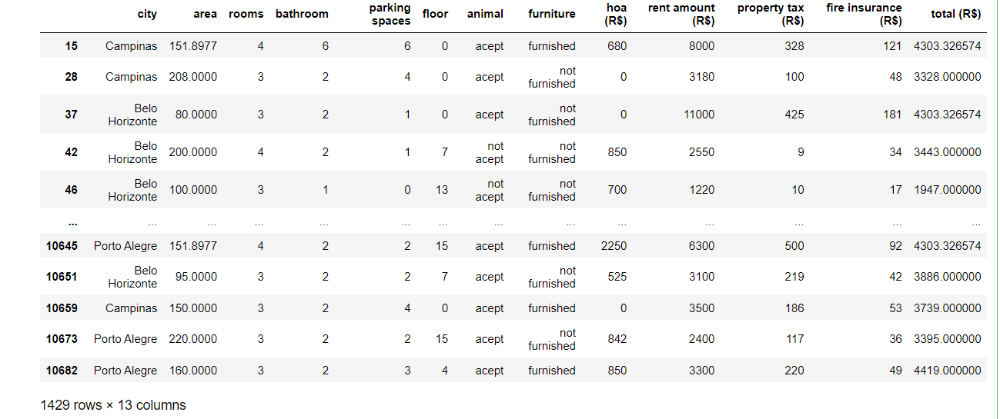 city area rooms bathroom parking spaces floor animal furniture hoa (R$) rent amount (R$) property tax (R$) fire insurance (R$) total (R$)
15 Campinas 151.8977 4 6 6 0 acept furnished 680 8000 328 121 4303.326574
28 Campinas 208.0000 3 2 4 0 acept not furnished 0 3180 100 48 3328.000000
37 Belo Horizonte 80.0000 3 2 1 0 acept not furnished 0 11000 425 181 4303.326574
42 Belo Horizonte 200.0000 4 2 1 7 not acept not furnished 850 2550 9 34 3443.000000
46 Belo Horizonte 100.0000 3 1 0 13 not acept not furnished 700 1220 10 17 1947.000000
... ... ... ... ... ... ... ... ... ... ... ... ... ...
10645 Porto Alegre 151.8977 4 2 2 15 acept furnished 2250 6300 500 92 4303.326574
10651 Belo Horizonte 95.0000 3 2 2 7 acept not furnished 525 3100 219 42 3886.000000
10659 Campinas 150.0000 3 2 4 0 acept furnished 0 3500 186 53 3739.000000
10673 Porto Alegre 220.0000 3 2 2 15 acept not furnished 842 2400 117 36 3395.000000
10682 Porto Alegre 160.0000 3 2 3 4 acept furnished 850 3300 220 49 4419.000000
1429 rows × 13 columns